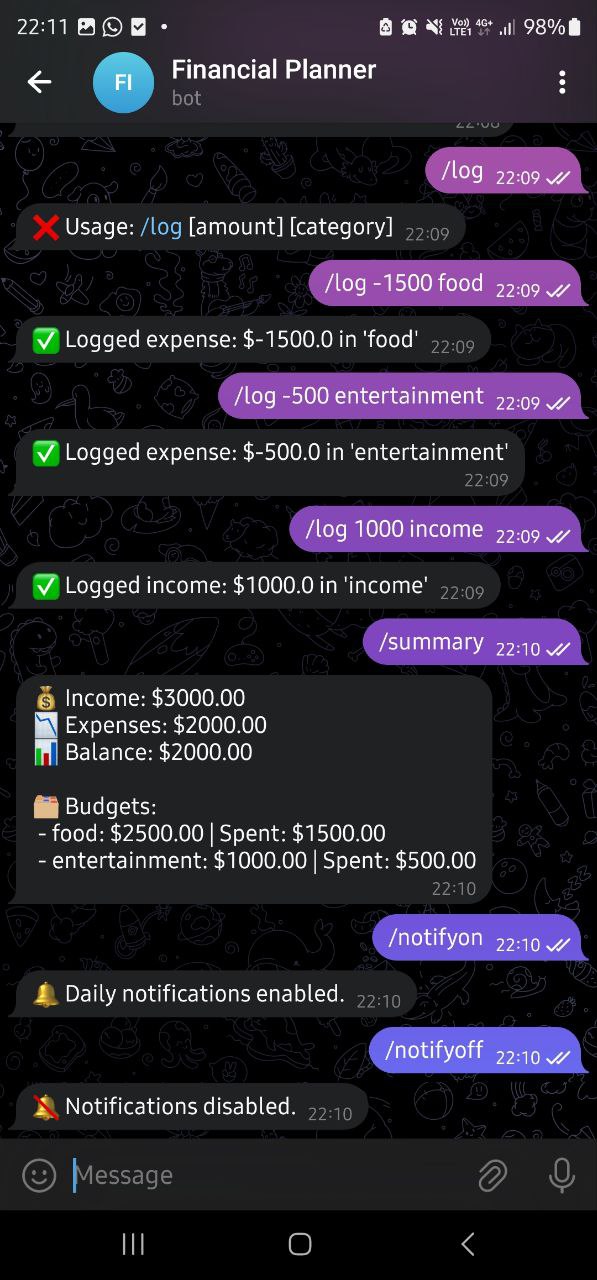 22:11
Vo)) 4G+
LTE1
98%
FI
Financial Planner
bot
22:08
/log 22:09
Usage: /log [amount] [category] 22:09
/log -1500 food 22:09
Logged expense: $-1500.0 in 'food' 22:09
/log -500 entertainment 22:09
Logged expense: $-500.0 in 'entertainment'
22:09
/log 1000 income 22:09
Logged income: $1000.0 in 'income' 22:09
/summary 22:10
Income: $3000.00
Expenses: $2000.00
Balance: $2000.00
Budgets:
- food: $2500.00 | Spent: $1500.00
- entertainment: $1000.00 | Spent: $500.00
22:10
/notifyon 22:10
Daily notifications enabled. 22:10
/notifyoff 22:10
Notifications disabled. 22:10
Message